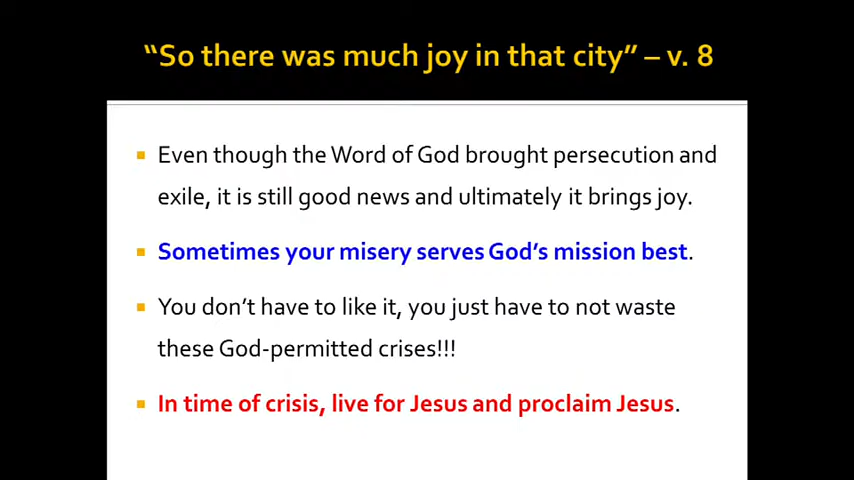 “So there was much joy in that city” – v. 8
Even though the Word of God brought persecution and
exile, it is still good news and ultimately it brings joy.
Sometimes your misery serves God’s mission best.
You don’t have to like it, you just have to not waste
these God-permitted crises!!!
In time of crisis, live for Jesus and proclaim Jesus.